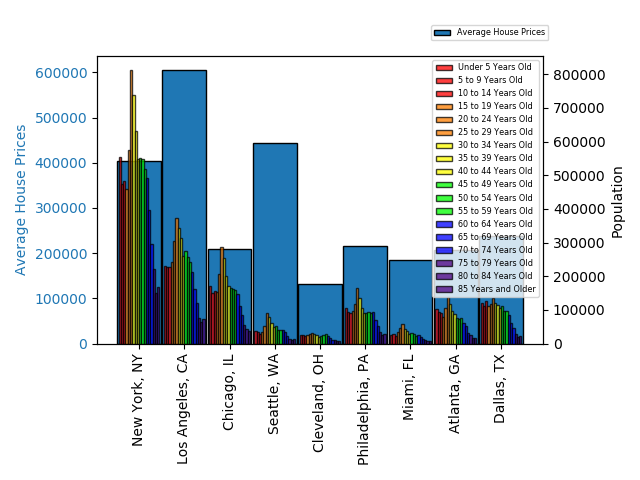 Average House Prices
600000
500000
400000
300000
200000
100000
0
Average House Prices
800000
700000
600000
500000
400000
300000
200000
100000
0
Population
Under 5 Years Old
5 to 9 Years Old
10 to 14 Years Old
15 to 19 Years Old
20 to 24 Years Old
25 to 29 Years Old
30 to 34 Years Old
35 to 39 Years Old
40 to 44 Years Old
45 to 49 Years Old
50 to 54 Years Old
55 to 59 Years Old
60 to 64 Years Old
65 to 69 Years Old
70 to 74 Years Old
75 to 79 Years Old
80 to 84 Years Old
85 Years and Older
New York, NY
Los Angeles, CA
Chicago, IL
Seattle, WA
Cleveland, OH
Philadelphia, PA
Miami, FL
Atlanta, GA
Dallas, TX